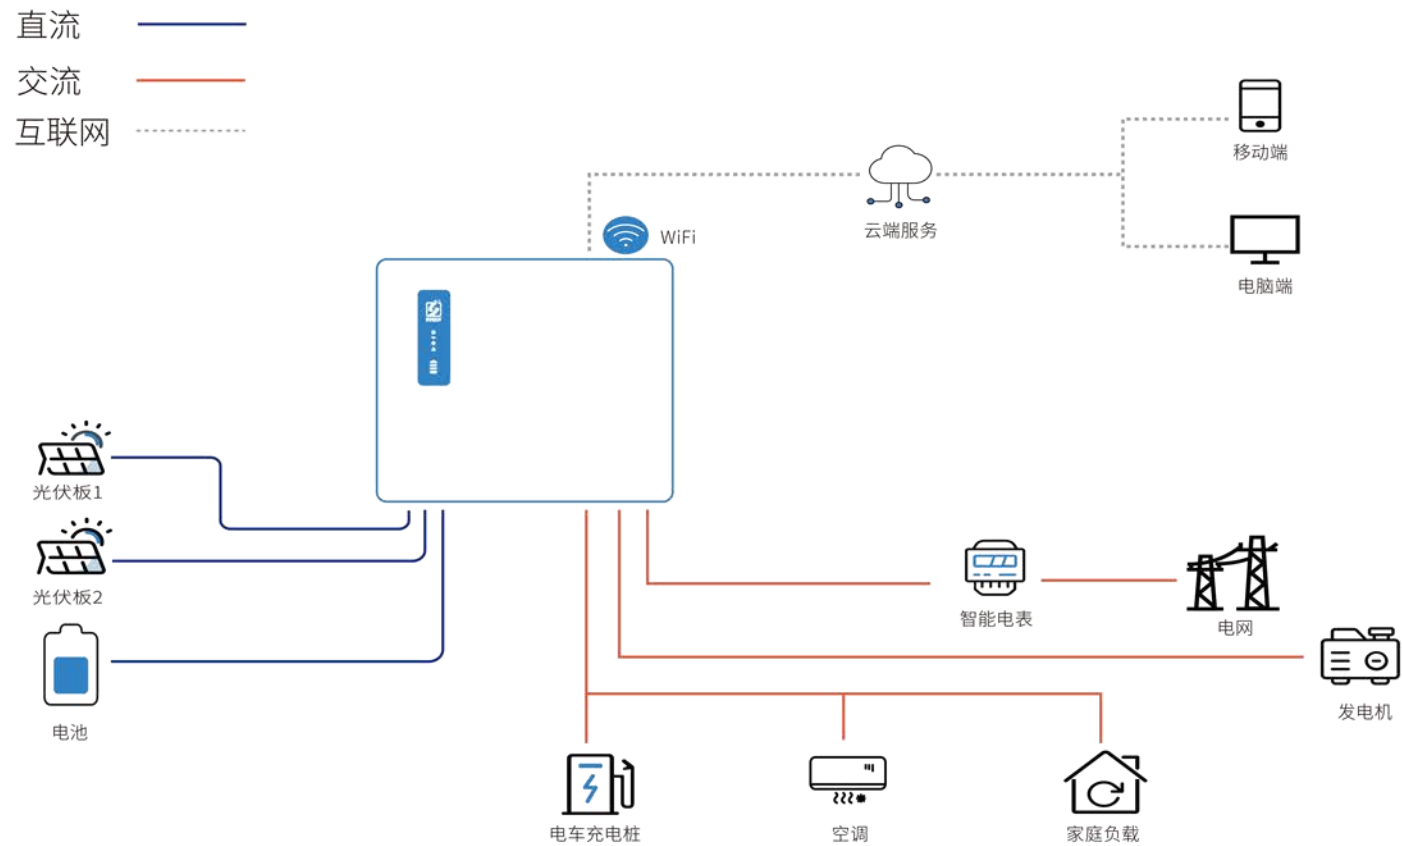 直流
交流
互联网
移动端
云端服务
WiFi
电脑端
光伏板1
光伏板2
智能电表
电网
发电机
电池
电车充电桩
空调
家庭负载